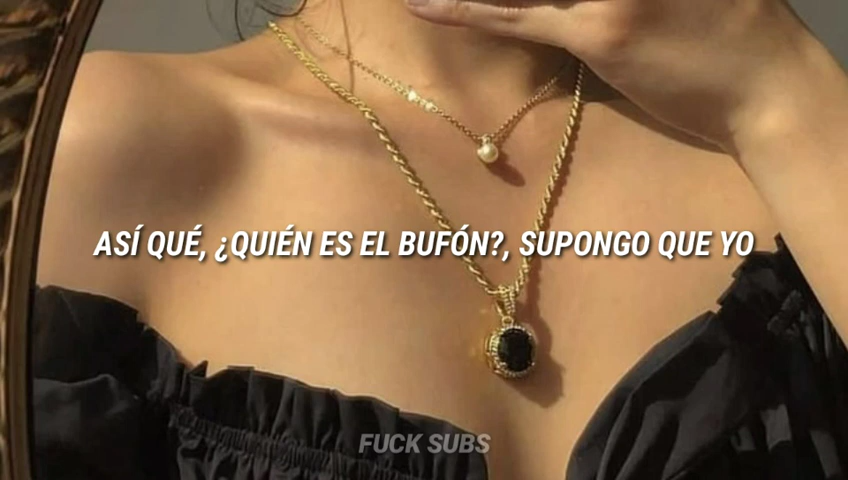 ASÍ QUÉ, ¿QUIÉN ES EL BUFÓN?, SUPONGO QUE YO
FUCK SUBS